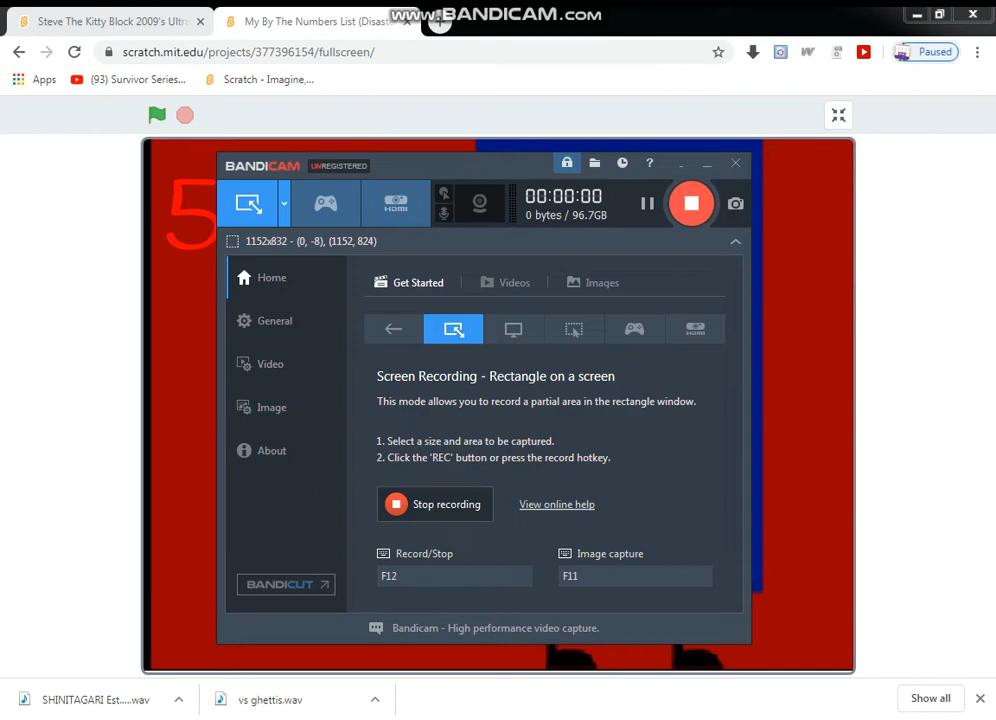 www.BANDICAM.com
Steve The Kitty Block 2009's Ultr
My By The Numbers List (Disast
scratch.mit.edu/projects/377396154/fullscreen/
Paused
Apps
(93) Survivor Series...
Scratch - Imagine,...
5
BANDICAM UNREGISTERED
HDMI
00:00:00
0 bytes / 96.7GB
1152x832 - (0, -8), (1152, 824)
Home
General
Video
Image
About
BANDICUT
Get Started
Videos
Images
HDMI
Screen Recording - Rectangle on a screen
This mode allows you to record a partial area in the rectangle window.
1. Select a size and area to be captured.
2. Click the 'REC' button or press the record hotkey.
Stop recording
View online help
Record/Stop
Image capture
F12
F11
Bandicam - High performance video capture.
SHINITAGARI Est.....wav
vs ghettis.wav
Show all